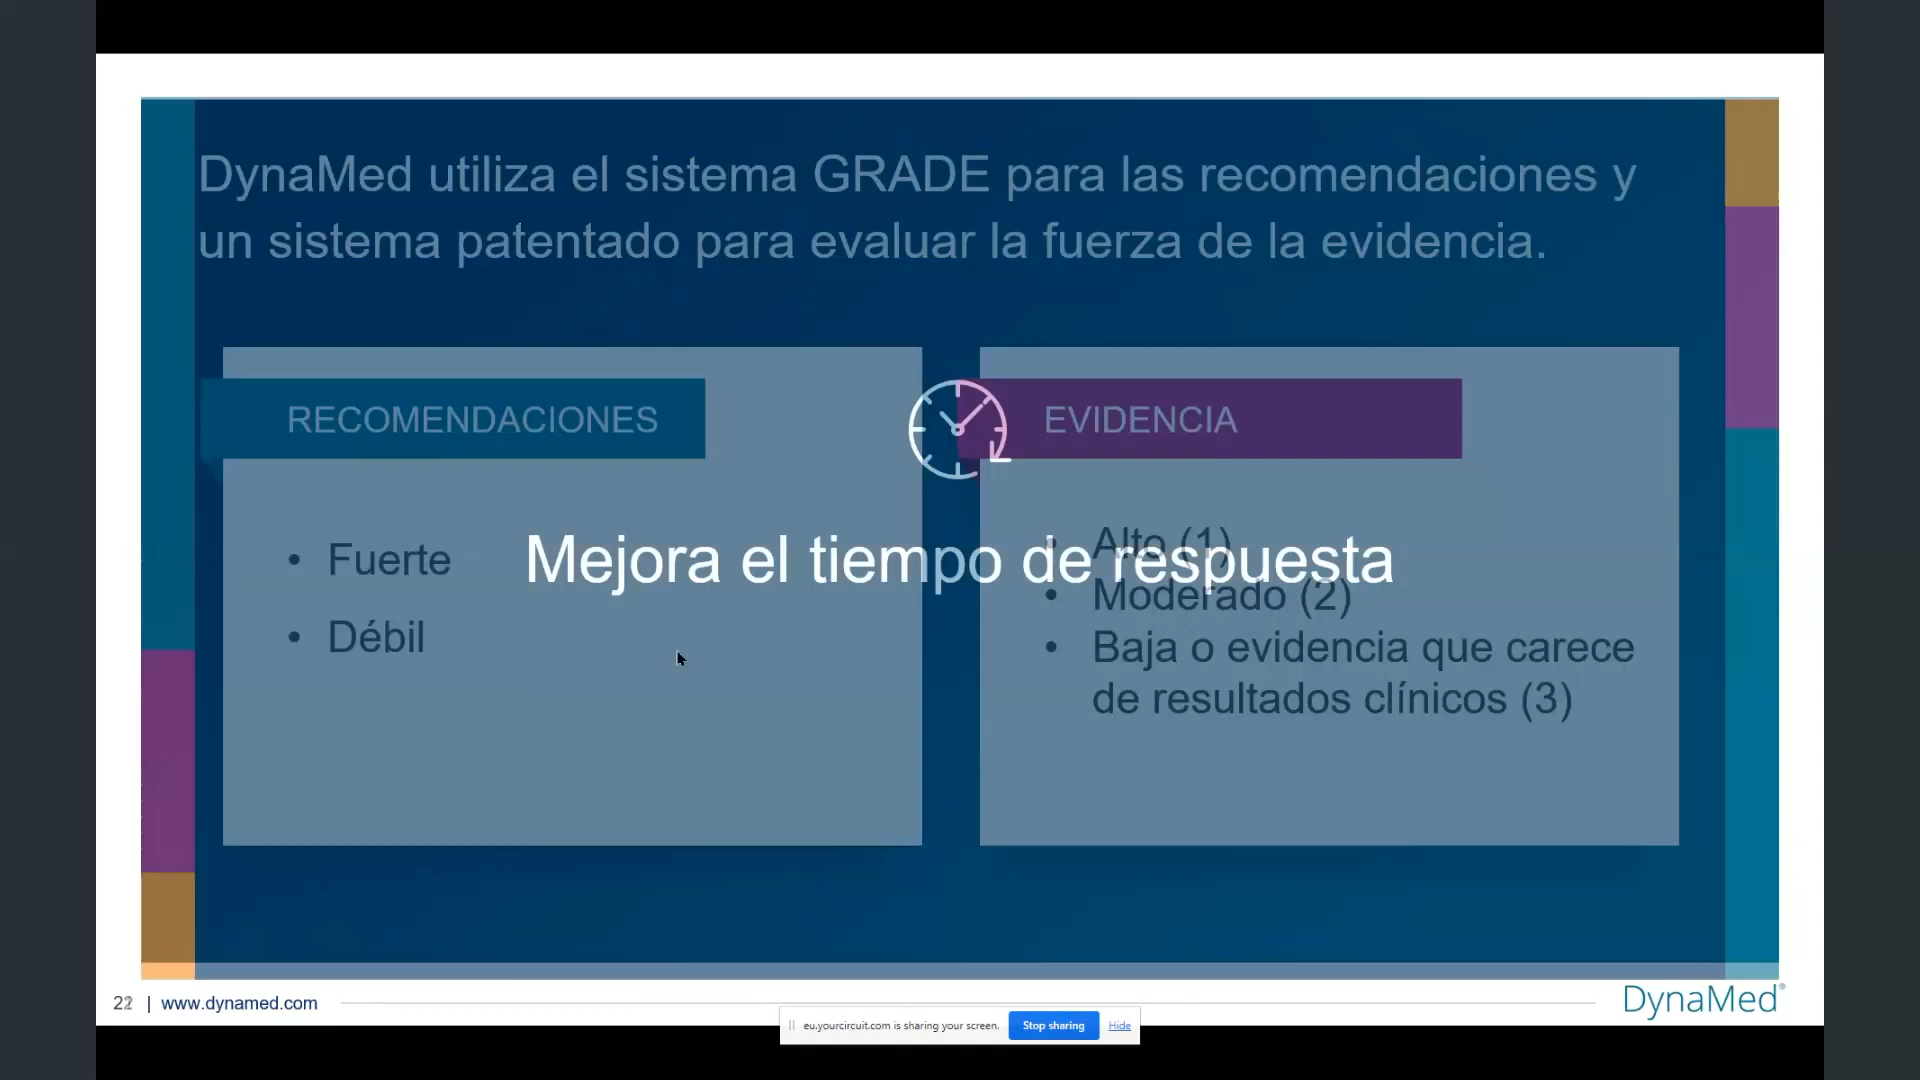 DynaMed utiliza el sistema GRADE para las recomendaciones y
un sistema patentado para evaluar la fuerza de la evidencia.
RECOMENDACIONES
• Fuerte
• Débil
EVIDENCIA
• Alto (1)
• Moderado (2)
• Baja o evidencia que carece
de resultados clínicos (3)
Mejora el tiempo de respuesta
| www.dynamed.com
DynaMed®
eu.yourcircuit.com is sharing your screen.
Stop sharing
Hide